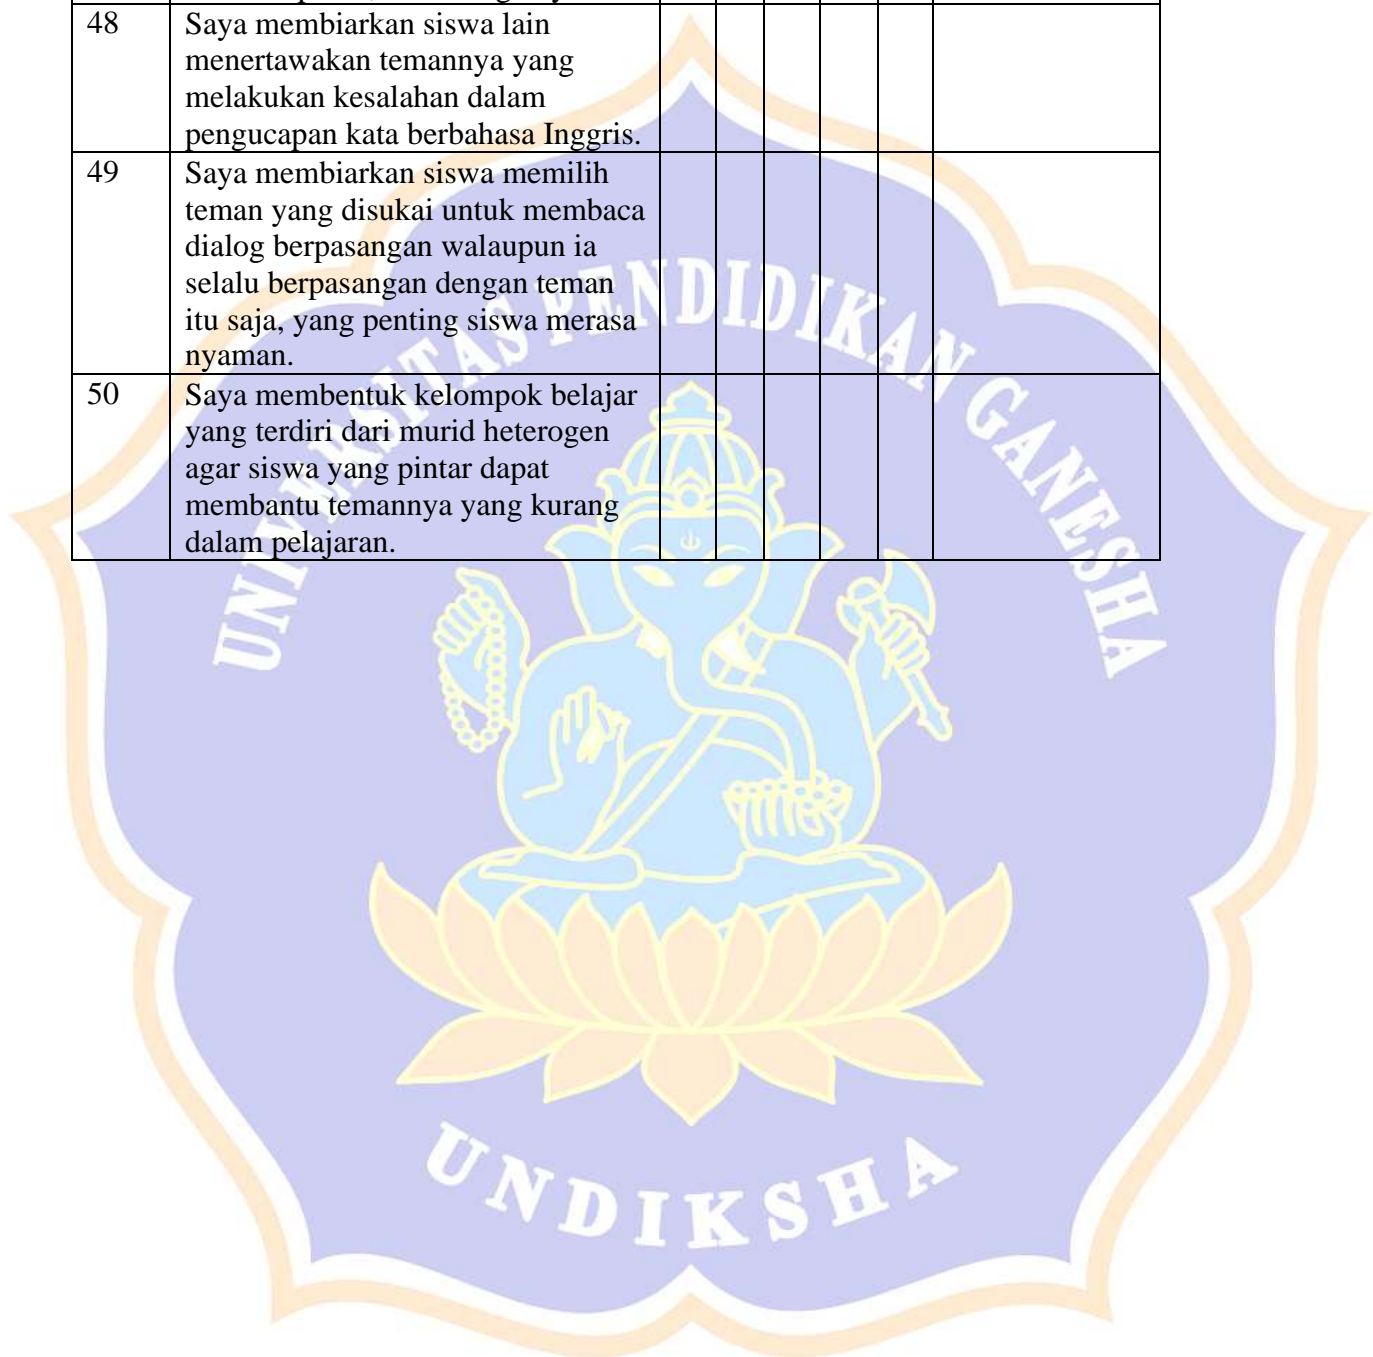 48 Saya membiarkan siswa lain
menertawakan temannya yang
melakukan kesalahan dalam
pengucapan kata berbahasa Inggris.
49 Saya membiarkan siswa memilih
teman yang disukai untuk membaca
dialog berpasangan walaupun ia
selalu berpasangan dengan teman
itu saja, yang penting siswa merasa
nyaman.
50 Saya membentuk kelompok belajar
yang terdiri dari murid heterogen
agar siswa yang pintar dapat
membantu temannya yang kurang
dalam pelajaran.
UNIVERSITAS PENDIDIKAN GANESHA
UNDIKSHA